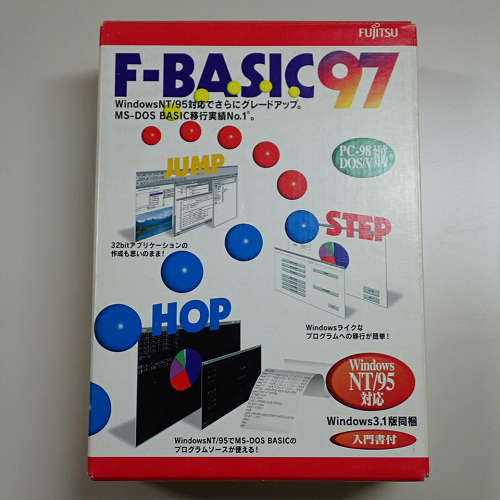 FUJITSU
F-BASIC97
WindowsNT/95対応でさらにグレードアップ。
MS-DOS BASIC移行実績No.1*。
PC-98
DOS/V
JUMP
32bitアプリケーションの
作成も思いのまま!
STEP
Windowsライクな
プログラムへの移行が簡単!
HOP
Windows
NT/95
対応
Windows3.1版同梱
入門書付
WindowsNT/95でMS-DOS BASICの
プログラムソースが使える!